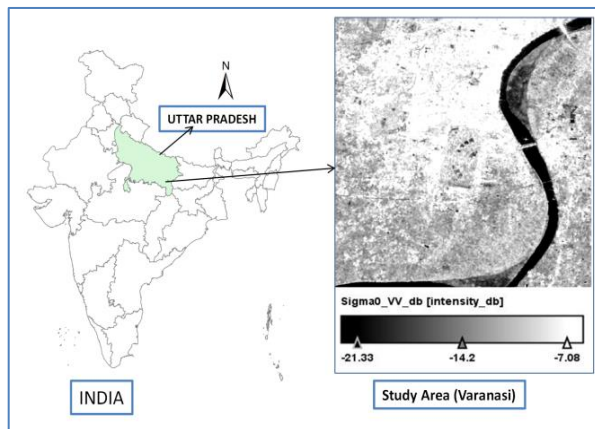 N
UTTAR PRADESH
INDIA
Sigma0_VV_db [intensity_db]
-21.33 -14.2 -7.08
Study Area (Varanasi)